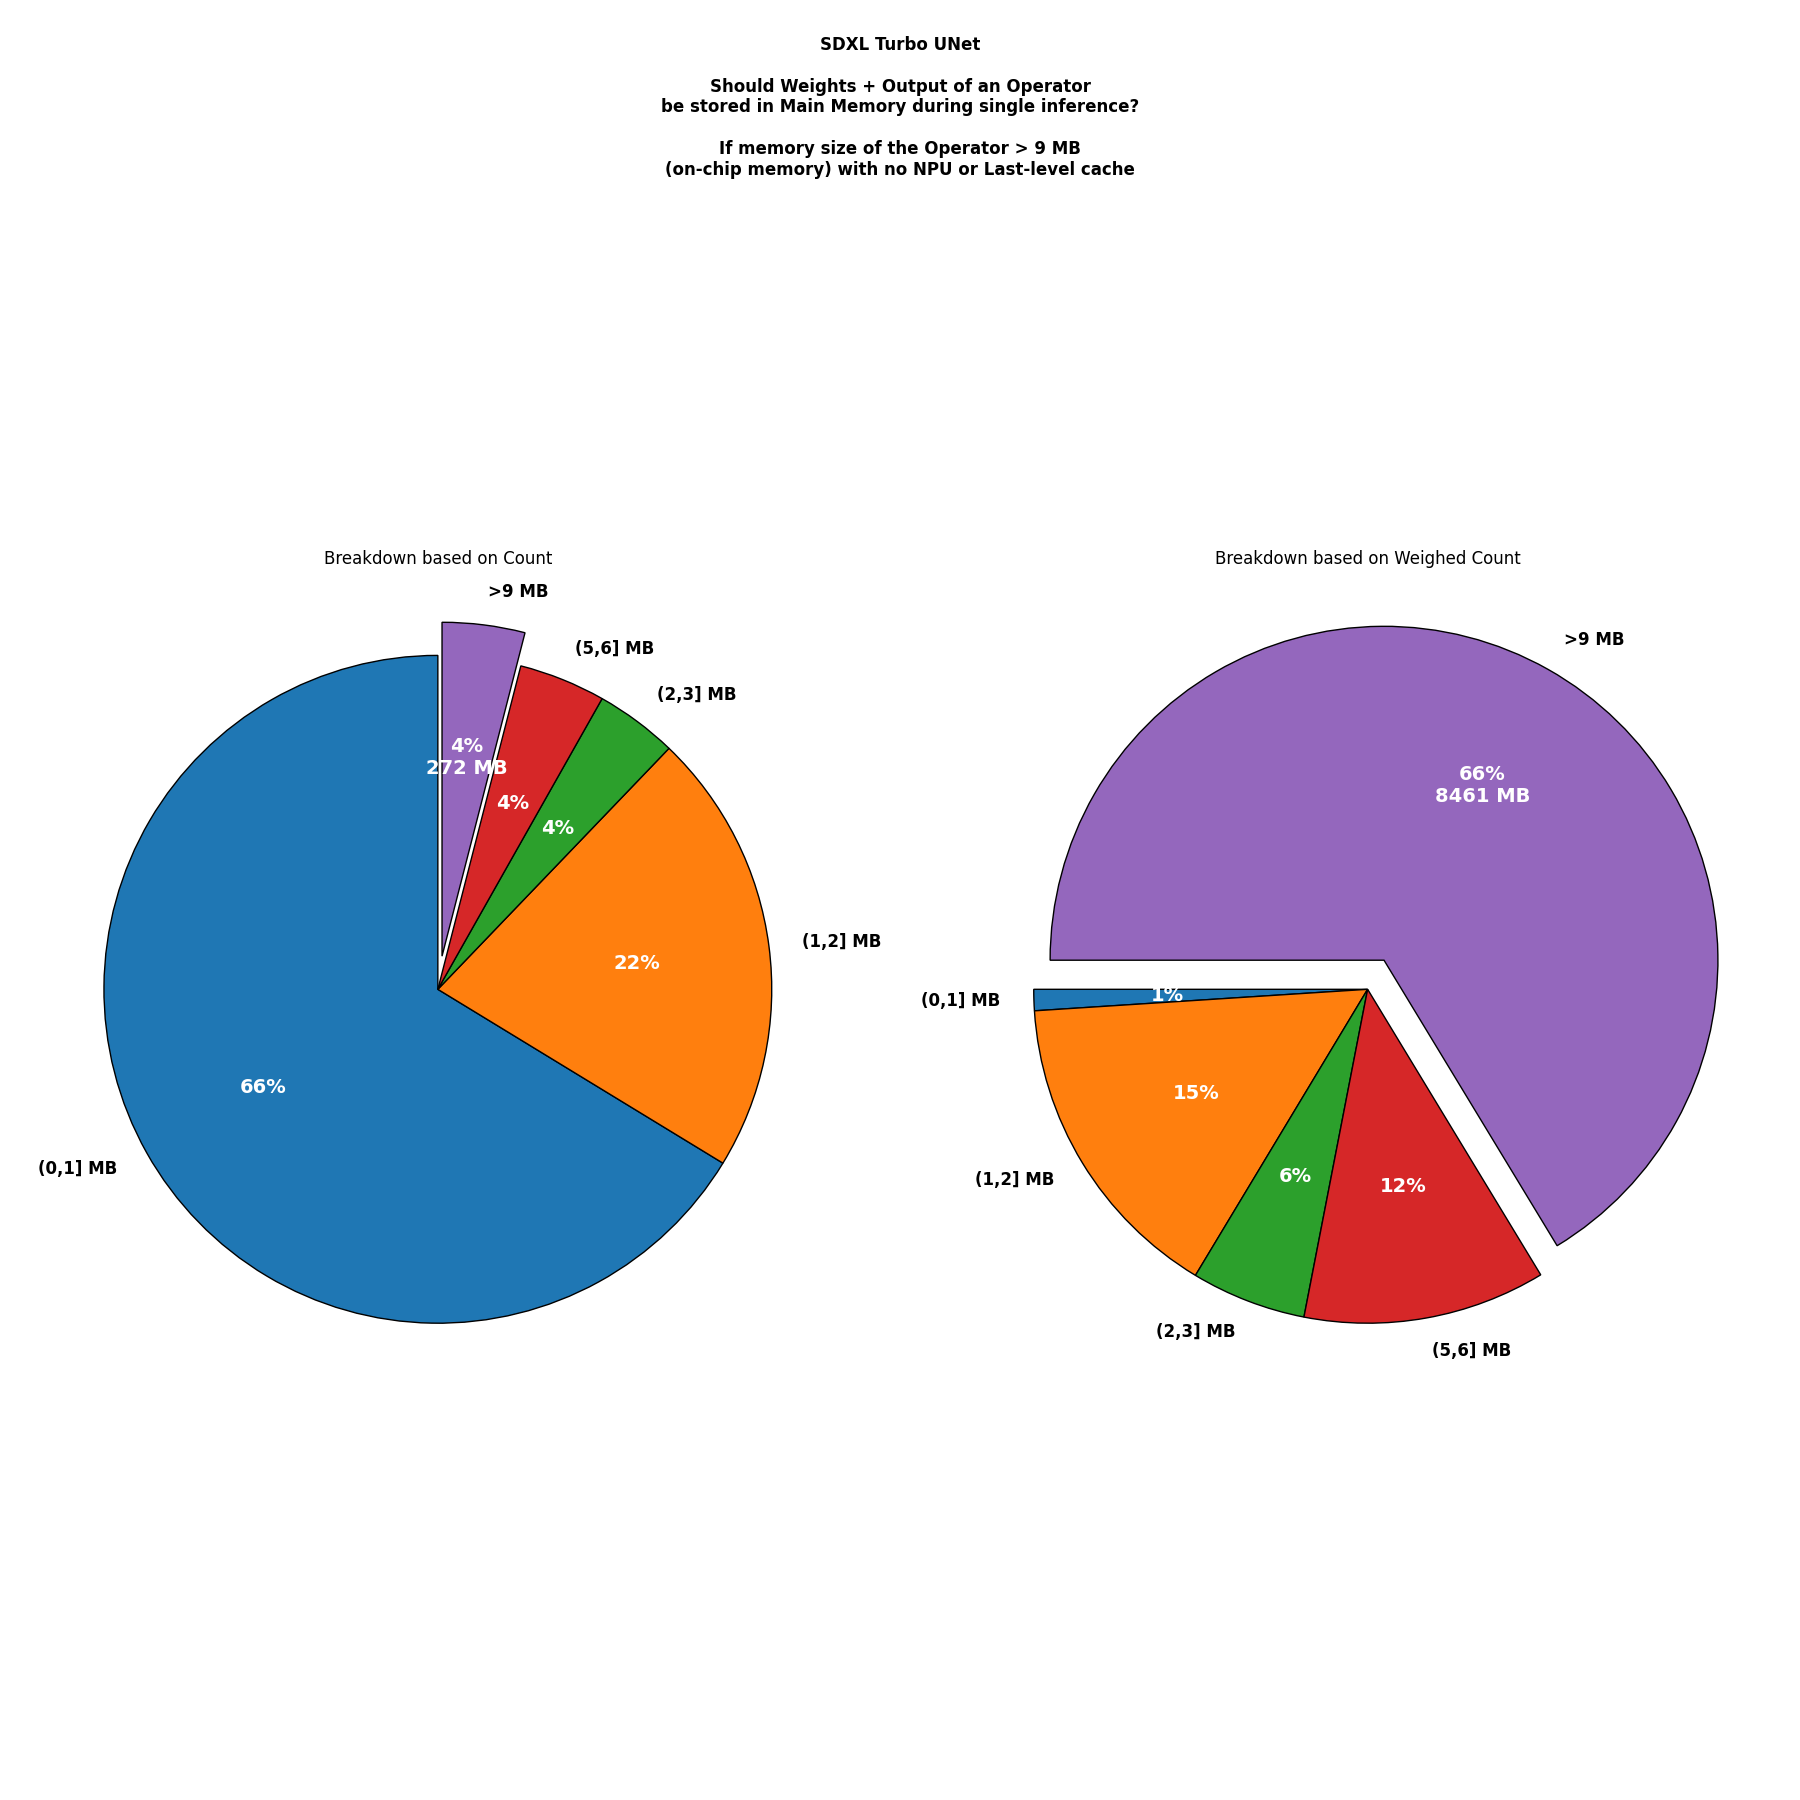 SDXL Turbo UNet
Should Weights + Output of an Operator
be stored in Main Memory during single inference?
If memory size of the Operator > 9 MB
(on-chip memory) with no NPU or Last-level cache
Breakdown based on Count
>9 MB
(5,6] MB
(2,3] MB
4%
272 MB
4%
4%
(1,2] MB
22%
66%
(0,1] MB
Breakdown based on Weighed Count
>9 MB
66%
8461 MB
(0,1] MB
1%
15%
(1,2] MB
6%
12%
(2,3] MB
(5,6] MB